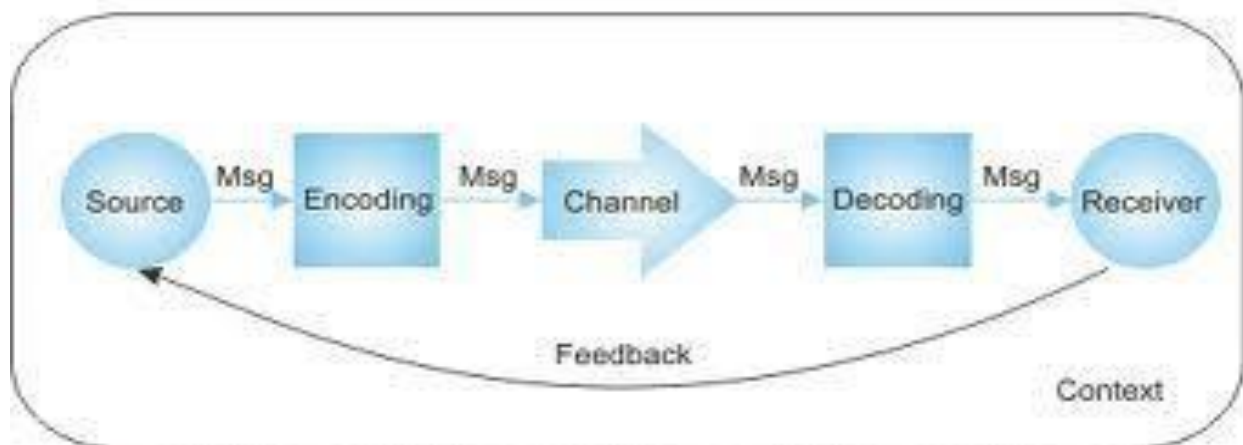 Msg Msg Msg Msg
Source Encoding Channel Decoding Receiver
Feedback
Context